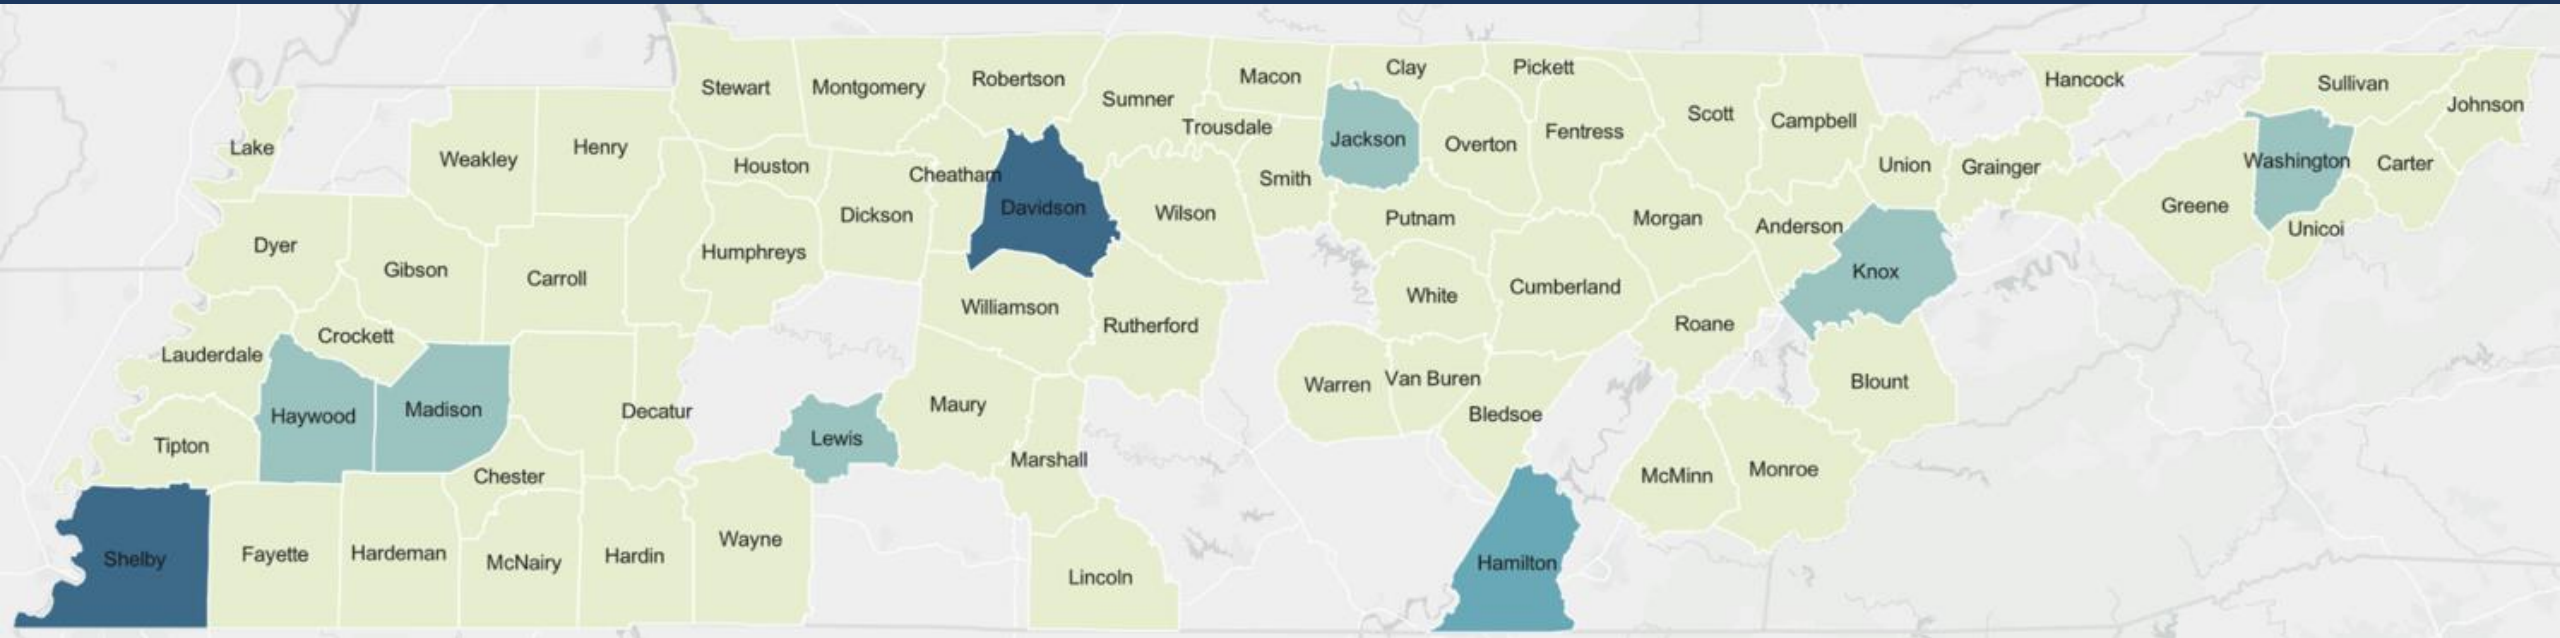 Stewart
Montgomery
Robertson
Sumner
Macon
Clay
Pickett
Scott
Campbell
Hancock
Sullivan
Johnson
Lake
Weakley
Henry
Houston
Cheatham
Davidson
Trousdale
Smith
Jackson
Overton
Fentress
Union
Grainger
Washington
Carter
Dyer
Gibson
Carroll
Humphreys
Dickson
Wilson
Putnam
Morgan
Anderson
Greene
Unicoi
Lauderdale
Crockett
Williamson
Rutherford
White
Cumberland
Roane
Knox
Tipton
Haywood
Madison
Decatur
Lewis
Maury
Marshall
Warren
Van Buren
Bledsoe
Blount
Chester
McMinn
Monroe
Shelby
Fayette
Hardeman
McNairy
Hardin
Wayne
Lincoln
Hamilton